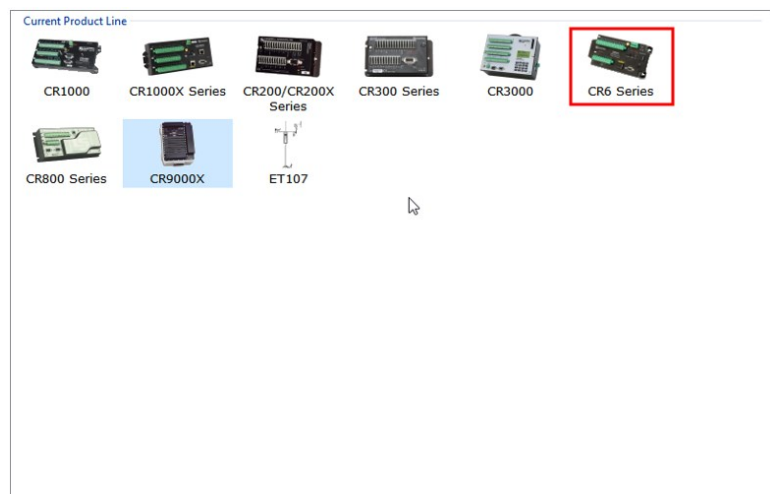 Current Product Line
CR1000
CR1000X Series
CR200/CR200X
Series
CR300 Series
CR3000
CR6 Series
CR800 Series
CR9000X
ET107